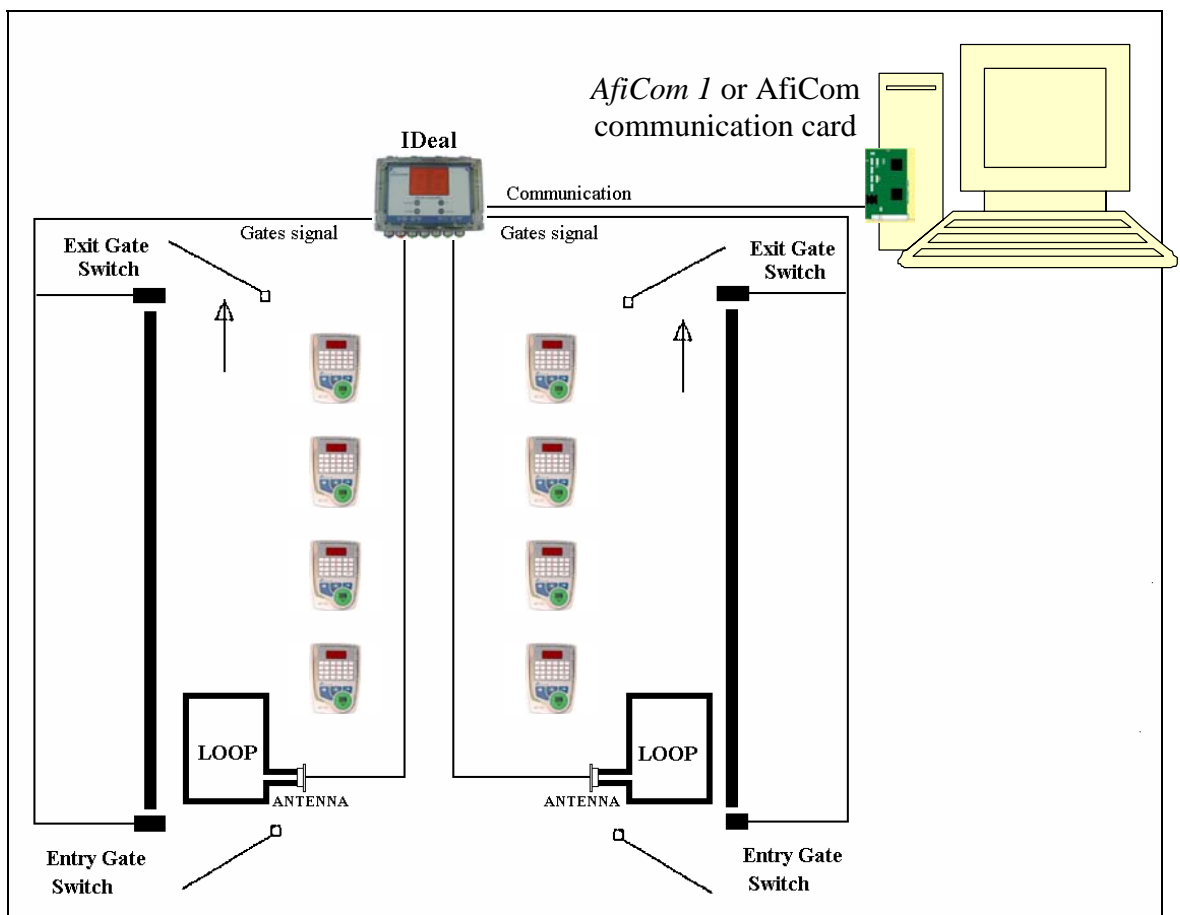 AfiCom 1 or AfiCom
communication card
IDeal
Communication
Gates signal
Gates signal
Exit Gate
Switch
Exit Gate
Switch
LOOP
LOOP
ANTENNA
ANTENNA
Entry Gate
Switch
Entry Gate
Switch